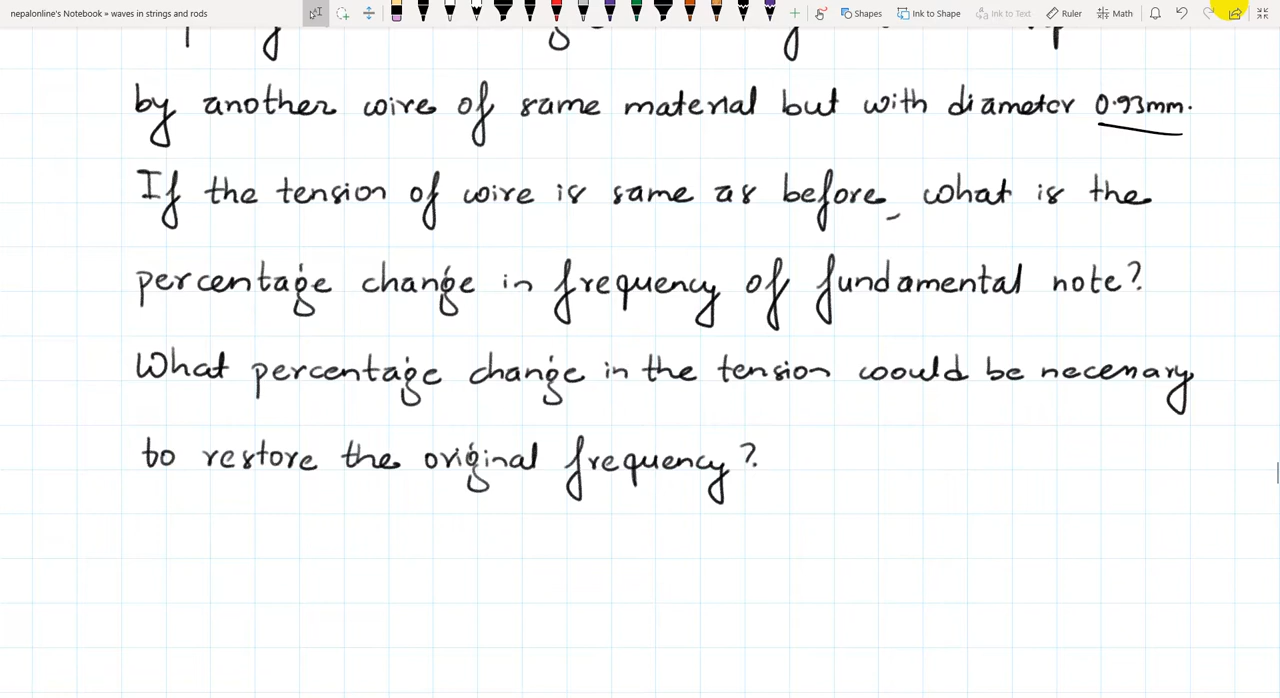 nepalonline's Notebook » waves in strings and rods
Shapes Ink to Shape Ink to Text Ruler Math
by another wire of same material but with diameter 0.93mm.
If the tension of wire is same as before, what is the
percentage change in frequency of fundamental note?
What percentage change in the tension would be necessary
to restore the original frequency?